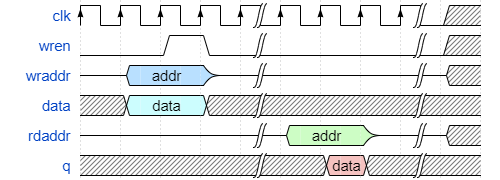 clk
wren
wraddr addr
data data
rdaddr addr
q data